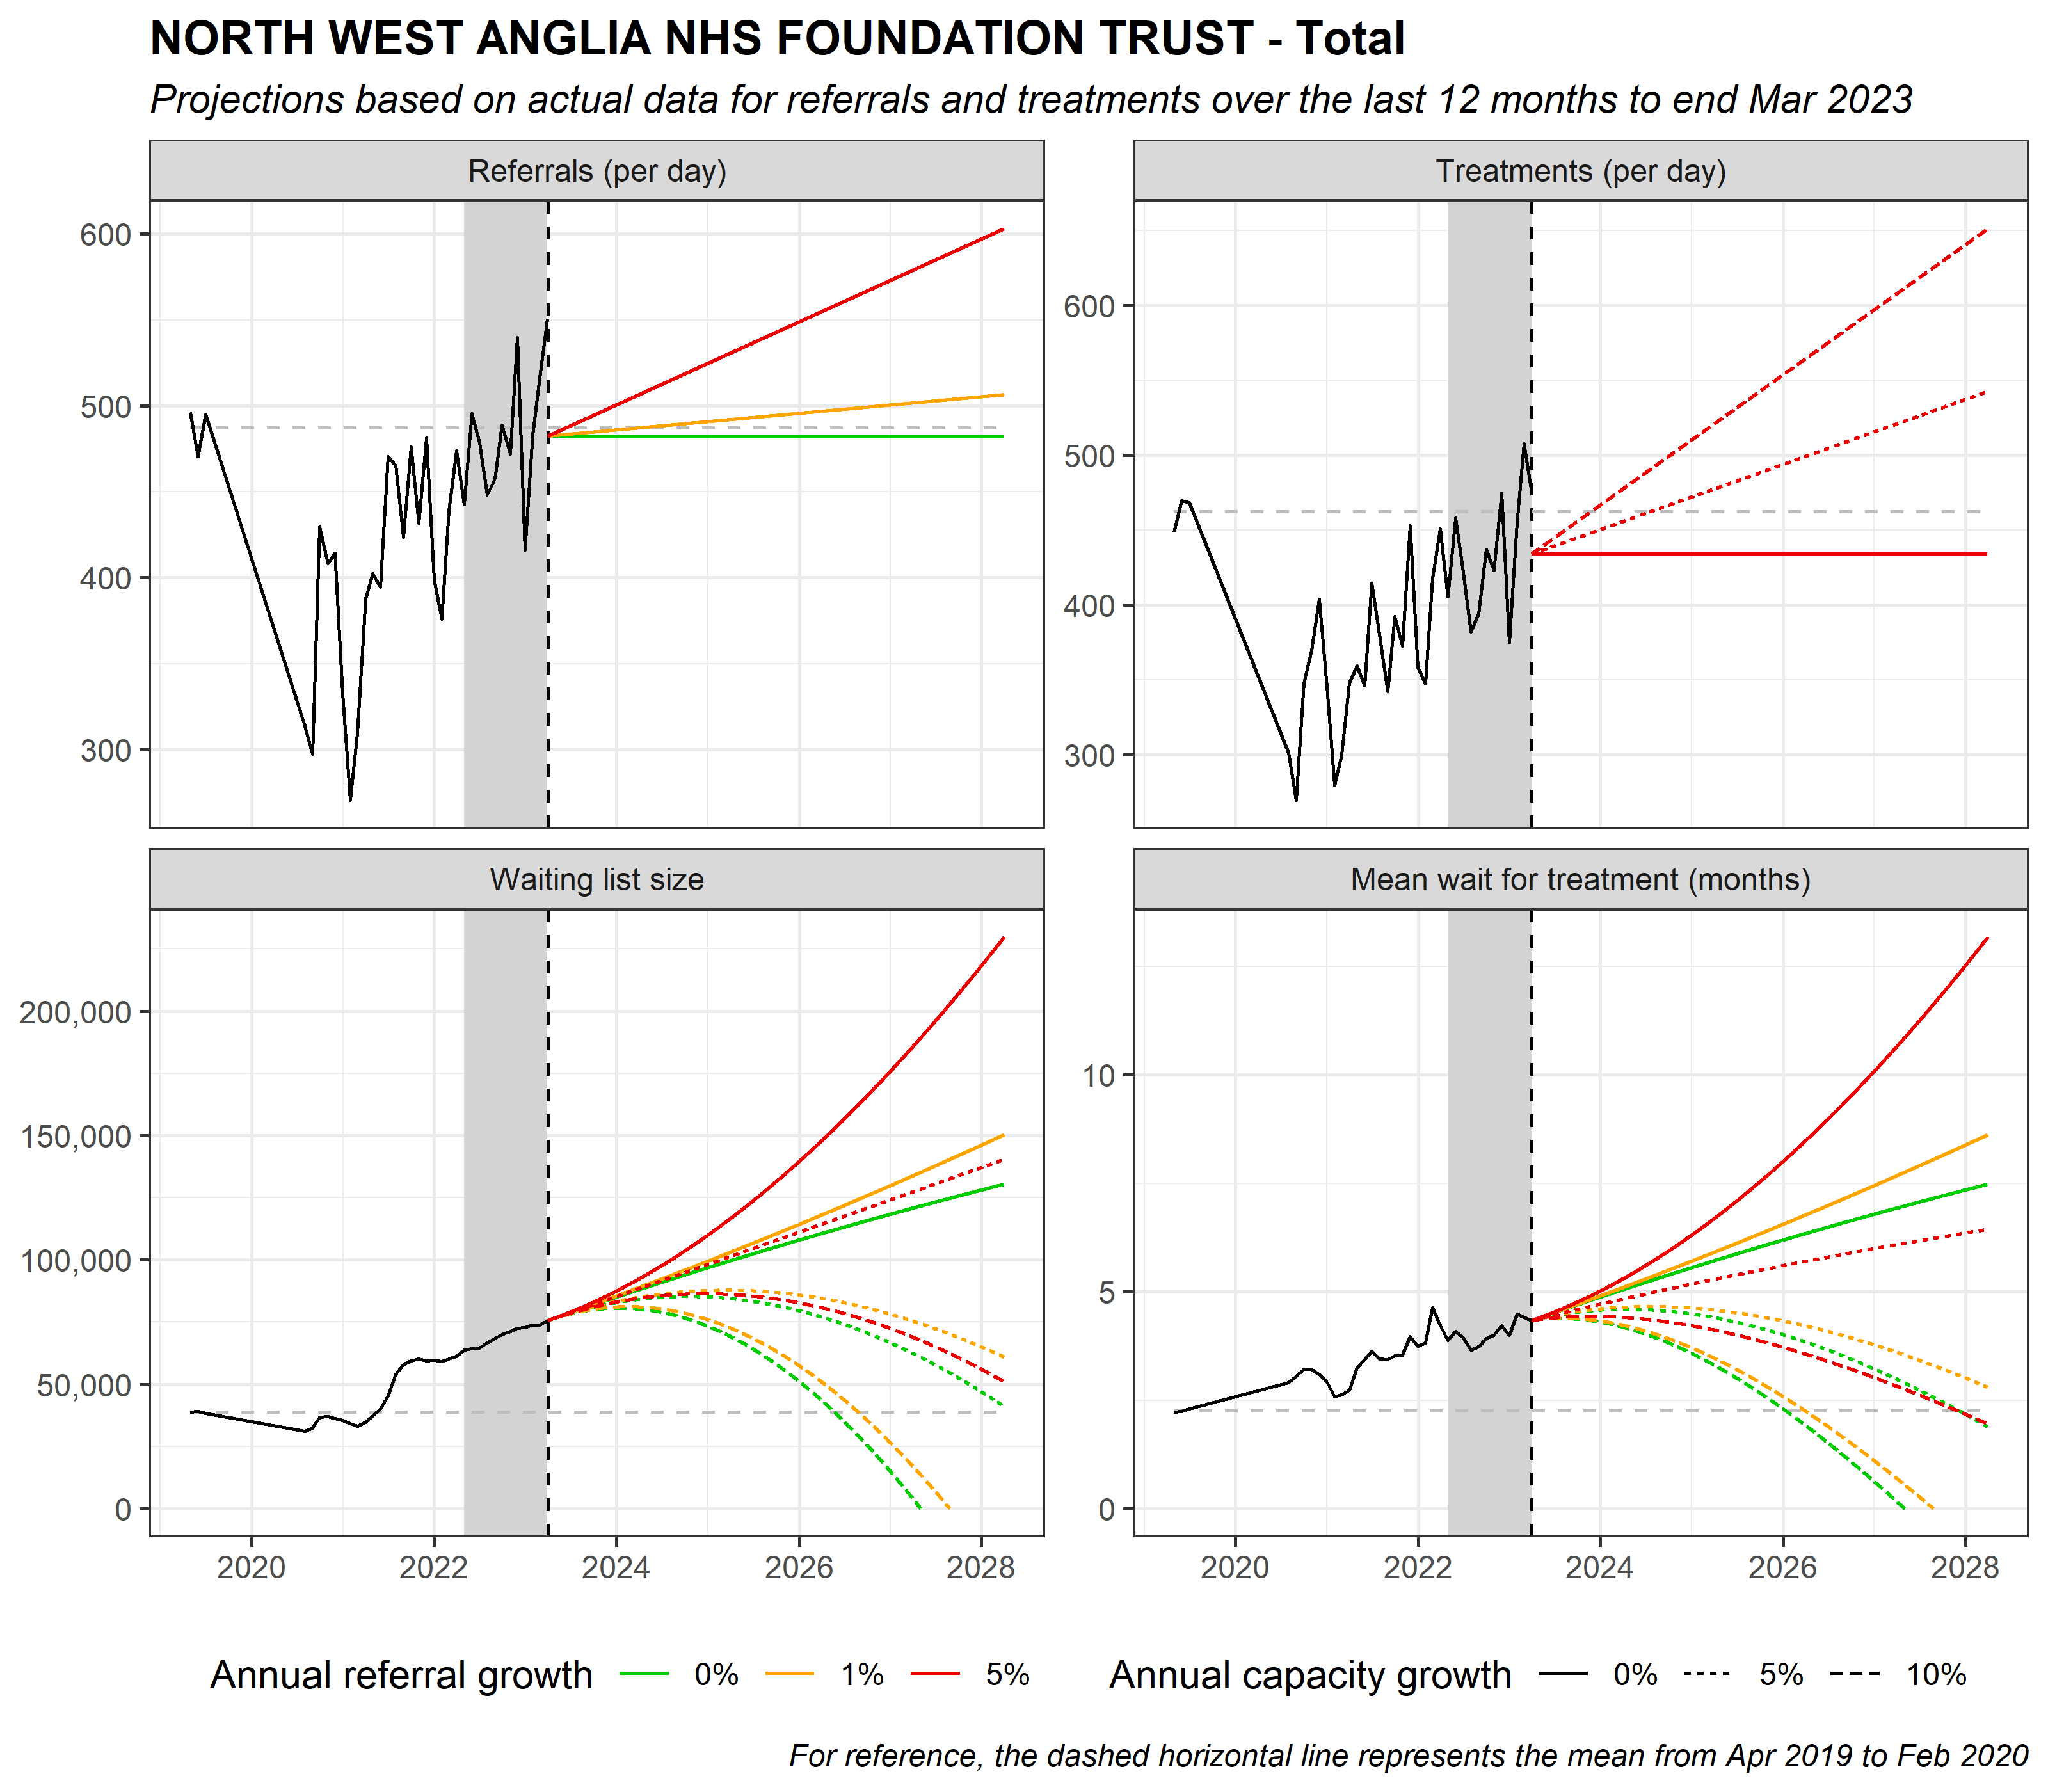 NORTH WEST ANGLIA NHS FOUNDATION TRUST - Total
Projections based on actual data for referrals and treatments over the last 12 months to end Mar 2023
Referrals (per day)
600
500
400
300
Treatments (per day)
600
500
400
300
Waiting list size
200,000
150,000
100,000
50,000
0
2020 2022 2024 2026 2028
Mean wait for treatment (months)
10
5
0
2020 2022 2024 2026 2028
Annual referral growth 0% 1% 5%
Annual capacity growth 0% 5% 10%
For reference, the dashed horizontal line represents the mean from Apr 2019 to Feb 2020